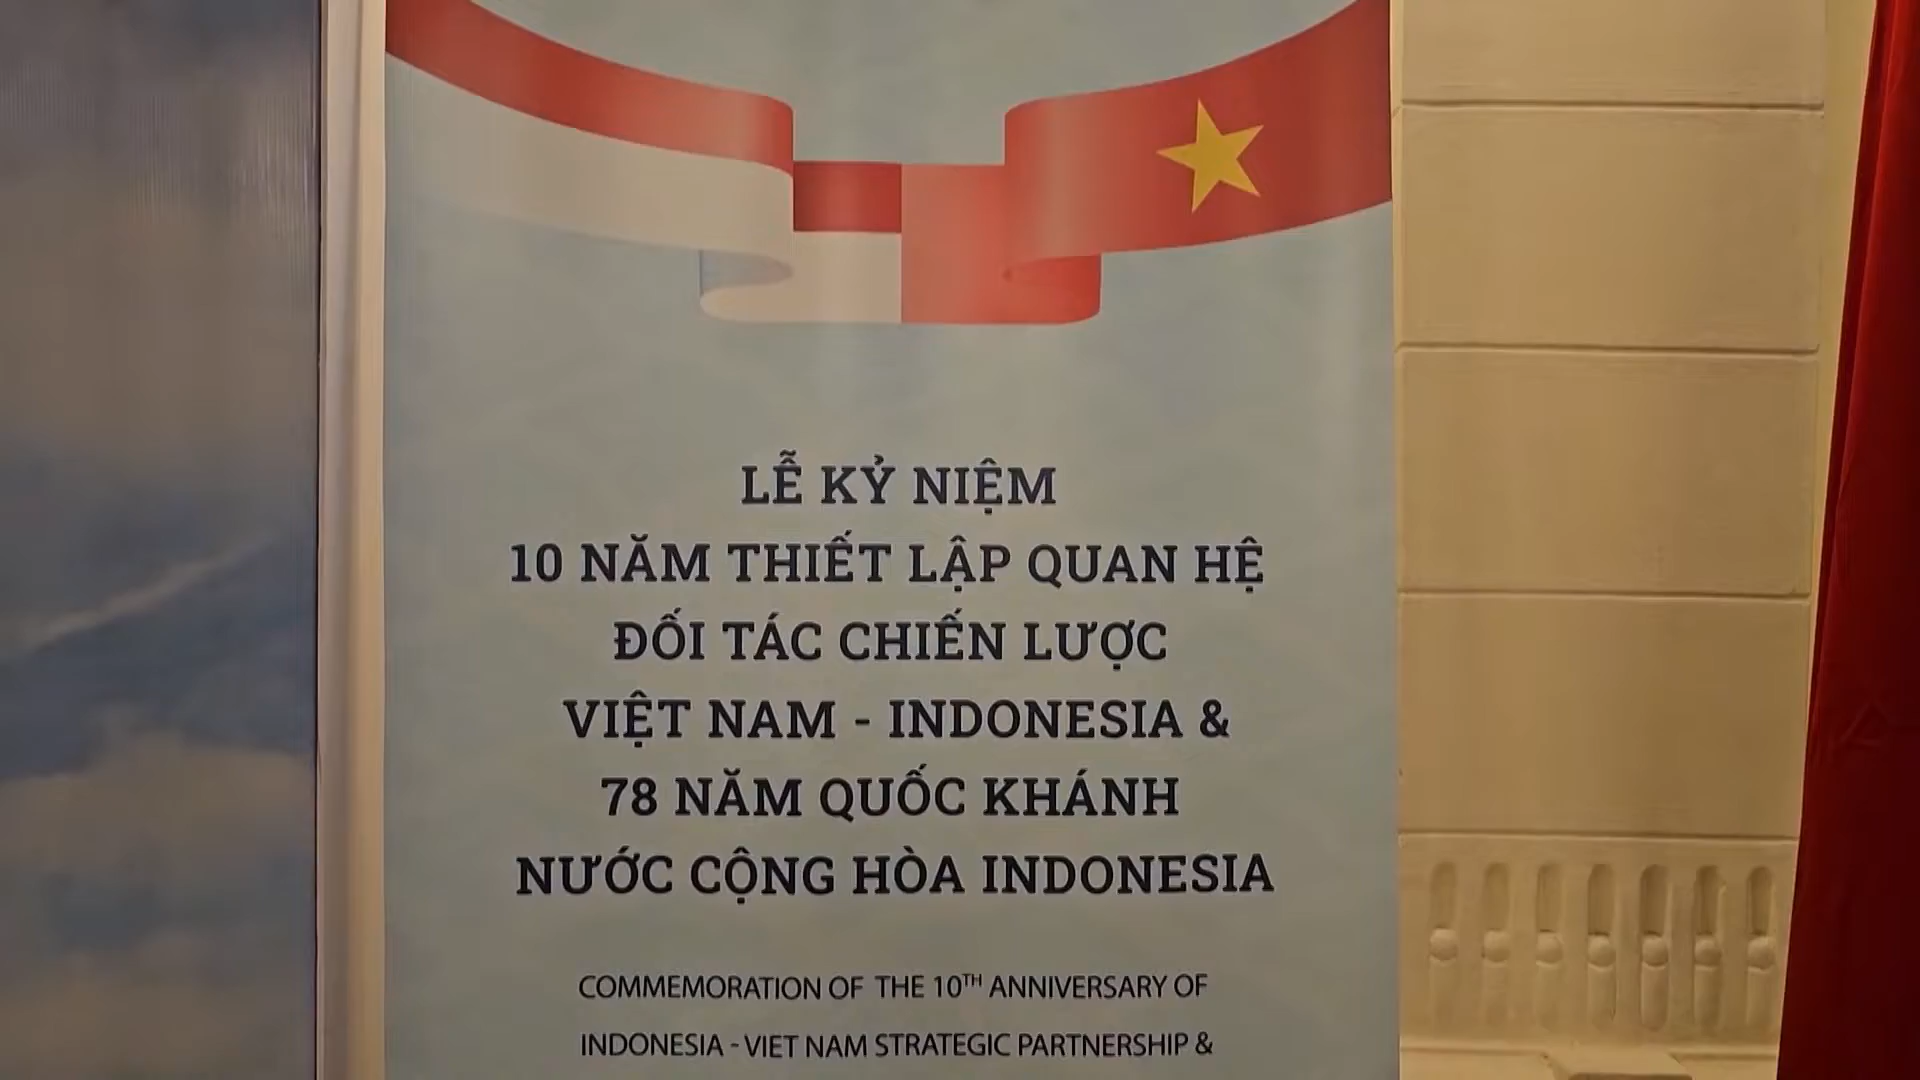 LỄ KỶ NIỆM
10 NĂM THIẾT LẬP QUAN HỆ
ĐỐI TÁC CHIẾN LƯỢC
VIỆT NAM - INDONESIA &
78 NĂM QUỐC KHÁNH
NƯỚC CỘNG HÒA INDONESIA
COMMEMORATION OF THE 10TH ANNIVERSARY OF
INDONESIA - VIET NAM STRATEGIC PARTNERSHIP &